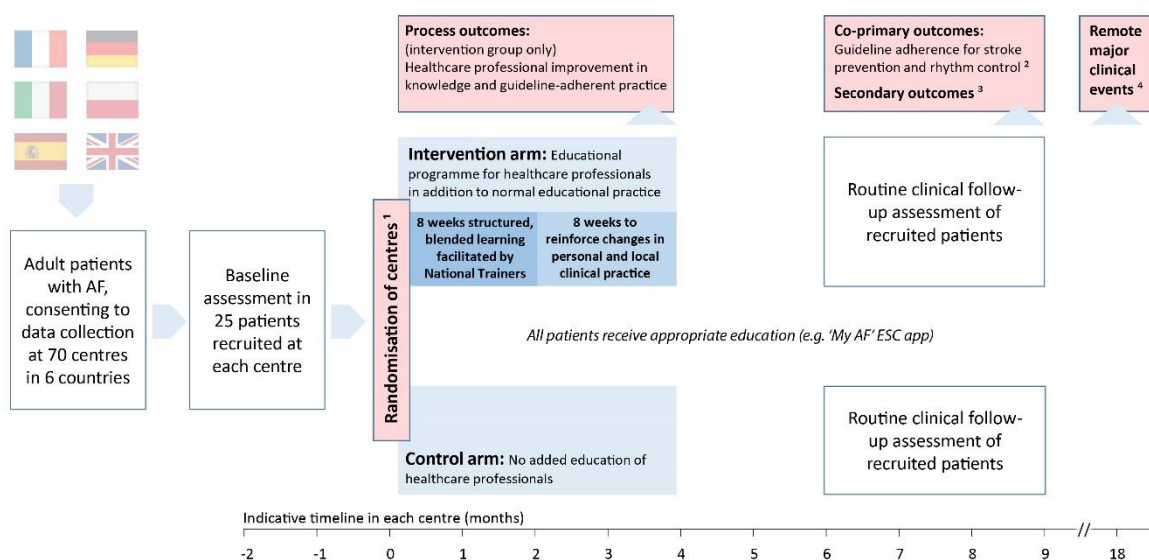 Process outcomes:
(intervention group only)
Healthcare professional improvement in
knowledge and guideline-adherent practice
Co-primary outcomes:
Guideline adherence for stroke
prevention and rhythm control ²
Secondary outcomes ³
Remote
major
clinical
events ⁴
Adult patients
with AF,
consenting to
data collection
at 70 centres
in 6 countries
Baseline
assessment in
25 patients
recruited at
each centre
Randomisation of centres ¹
Intervention arm: Educational
programme for healthcare professionals
in addition to normal educational practice
8 weeks structured,
blended learning
facilitated by
National Trainers
8 weeks to
reinforce changes in
personal and local
clinical practice
Routine clinical follow-
up assessment of
recruited patients
All patients receive appropriate education (e.g. ‘My AF’ ESC app)
Control arm: No added education of
healthcare professionals
Routine clinical follow-
up assessment of
recruited patients
Indicative timeline in each centre (months)
-2 -1 0 1 2 3 4 5 6 7 8 9 // 18